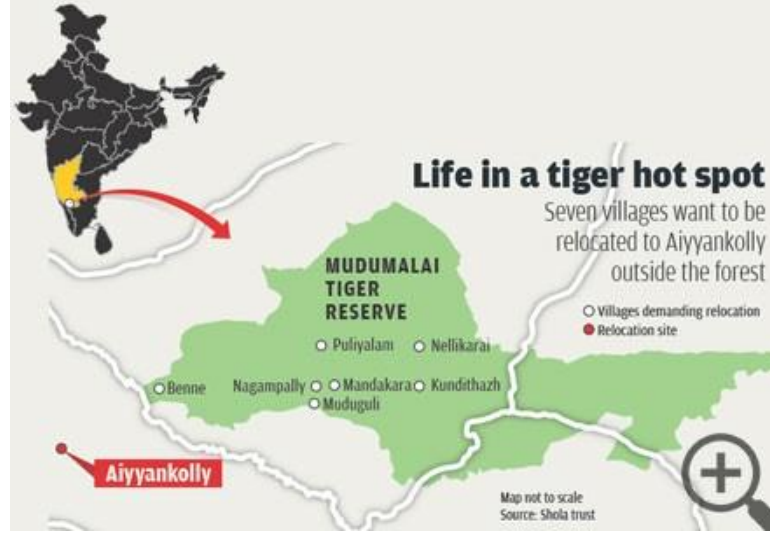 Life in a tiger hot spot
Seven villages want to be
relocated to Aiyyankolly
outside the forest
Villages demanding relocation
Relocation site
MUDUMALAI
TIGER
RESERVE
Puliyalam
Nellikarai
Benne
Nagampally
Mandakara
Kundithazh
Muduguli
Aiyyankolly
Map not to scale
Source: Shola trust